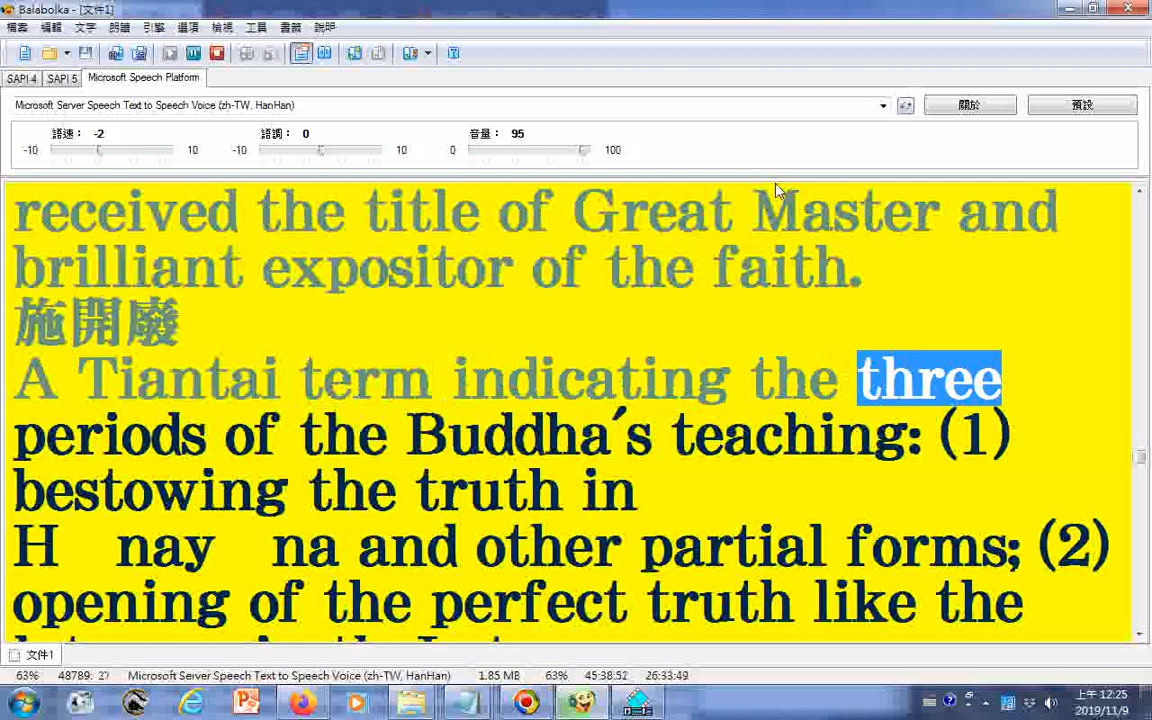 Balabolka - [文件1]
檔案 編輯 文字 朗讀 引擎 選項 檢視 工具 書籤 說明
SAPI 4 SAPI 5 Microsoft Speech Platform
Microsoft Server Speech Text to Speech Voice (zh-TW, HanHan) 關於 預設
語速： -2 語調： 0 音量： 95
-10 10 -10 10 0 100
received the title of Great Master and
brilliant expositor of the faith.
施開廢
A Tiantai term indicating the three
periods of the Buddha´s teaching: (1)
bestowing the truth in
H nay na and other partial forms; (2)
opening of the perfect truth like the
文件1
63% 48789: 27 Microsoft Server Speech Text to Speech Voice (zh-TW, HanHan) 1.85 MB 63% 45:38:52 26:33:49
上午 12:25
2019/11/9